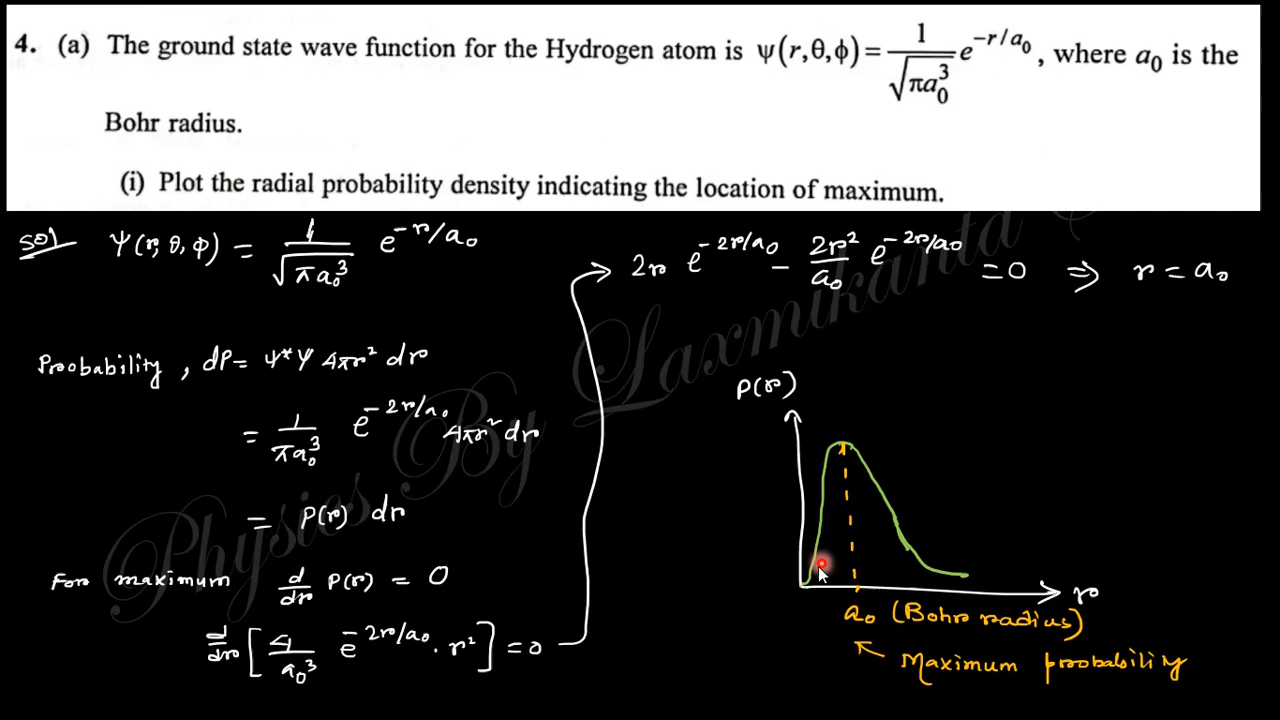 4. (a) The ground state wave function for the Hydrogen atom is ψ(r,θ,ϕ) = 1/√(πa₀³) e^(-r/a₀), where a₀ is the
Bohr radius.
(i) Plot the radial probability density indicating the location of maximum.
Sol ψ(r, θ, ϕ) = 1/√(πa₀³) e^(-r/a₀)
Probability, dP = ψ*ψ 4πr² dr
= 1/(πa₀³) e^(-2r/a₀) 4πr² dr
= P(r) dr
For maximum d/dr P(r) = 0
d/dr [4/a₀³ e^(-2r/a₀) · r²] = 0
2r e^(-2r/a₀) - 2r²/a₀ e^(-2r/a₀) = 0 ⇒ r = a₀
P(r)
r
a₀ (Bohr radius)
Maximum probability
Physics By Laxmikanta